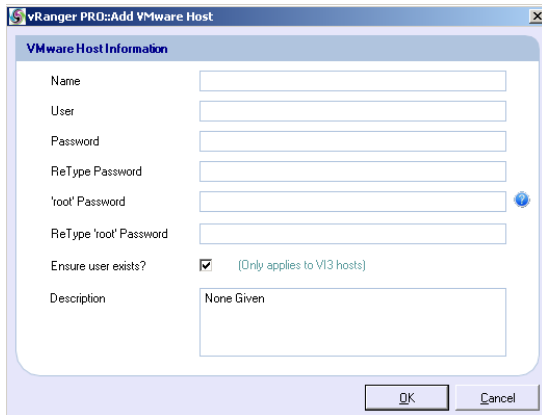 vRanger PRO::Add VMware Host
VMware Host Information
Name
User
Password
ReType Password
'root' Password
ReType 'root' Password
Ensure user exists? (Only applies to VI3 hosts)
Description None Given
OK Cancel